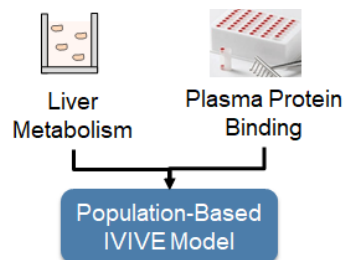 Liver
Metabolism
Plasma Protein
Binding
Population-Based
IVIVE Model